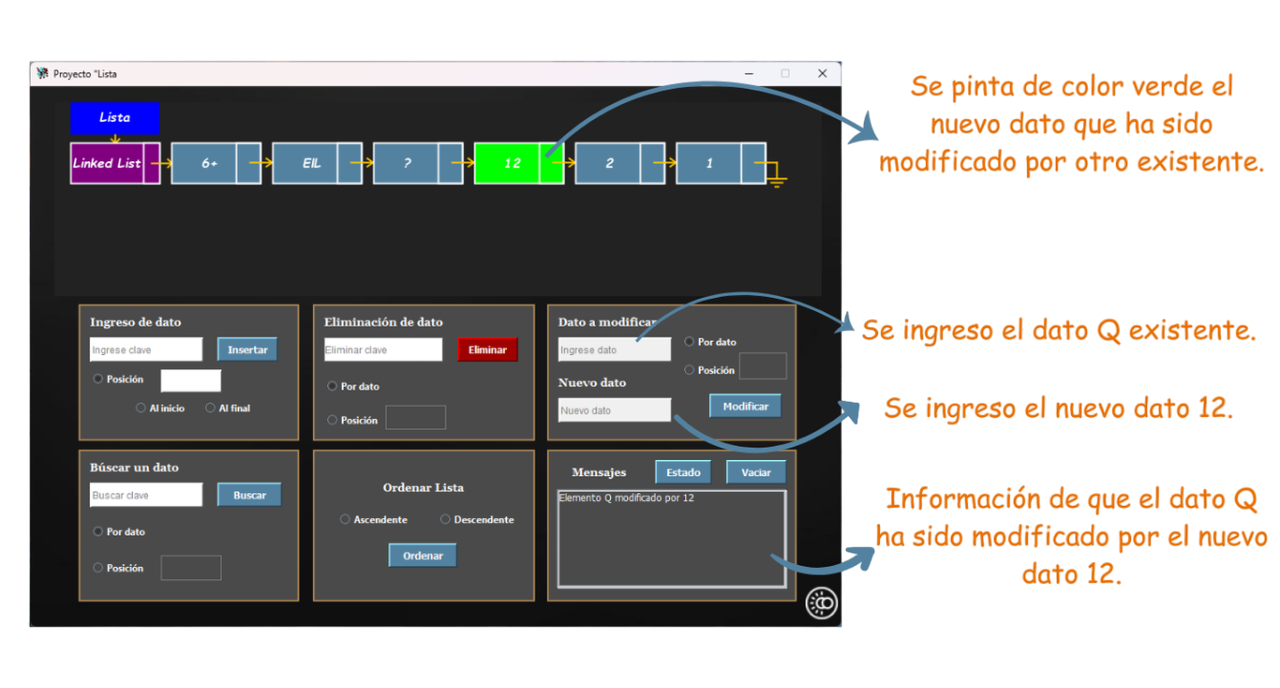 Proyecto "Lista
Lista
Linked List
6+
EIL
?
12
2
1
Se pinta de color verde el
nuevo dato que ha sido
modificado por otro existente.
Ingreso de dato
Ingrese clave
Insertar
Posición
Al inicio
Al final
Eliminación de dato
Eliminar clave
Eliminar
Por dato
Posición
Dato a modificar
Ingrese dato
Por dato
Posición
Nuevo dato
Nuevo dato
Modificar
Se ingreso el dato Q existente.
Se ingreso el nuevo dato 12.
Búscar un dato
Buscar clave
Buscar
Por dato
Posición
Ordenar Lista
Ascendente
Descendente
Ordenar
Mensajes
Estado
Vaciar
Elemento Q modificado por 12
Información de que el dato Q
ha sido modificado por el nuevo
dato 12.